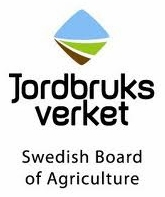 Jordbruks
verket
Swedish Board
of Agriculture